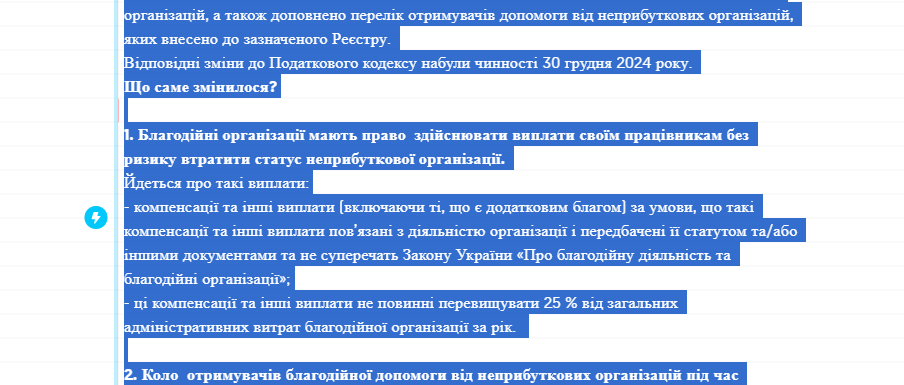 організацій, а також доповнено перелік отримувачів допомоги від неприбуткових організацій,
яких внесено до зазначеного Реєстру.
Відповідні зміни до Податкового кодексу набули чинності 30 грудня 2024 року.
Що саме змінилося?
1. Благодійні організації мають право здійснювати виплати своїм працівникам без
ризику втратити статус неприбуткової організації.
Йдеться про такі виплати:
- компенсації та інші виплати (включаючи ті, що є додатковим благом) за умови, що такі
компенсації та інші виплати пов'язані з діяльністю організації і передбачені її статутом та/або
іншими документами та не суперечать Закону України «Про благодійну діяльність та
благодійні організації»;
- ці компенсації та інші виплати не повинні перевищувати 25 % від загальних
адміністративних витрат благодійної організації за рік.
2. Коло отримувачів благодійної допомоги від неприбуткових організацій під час